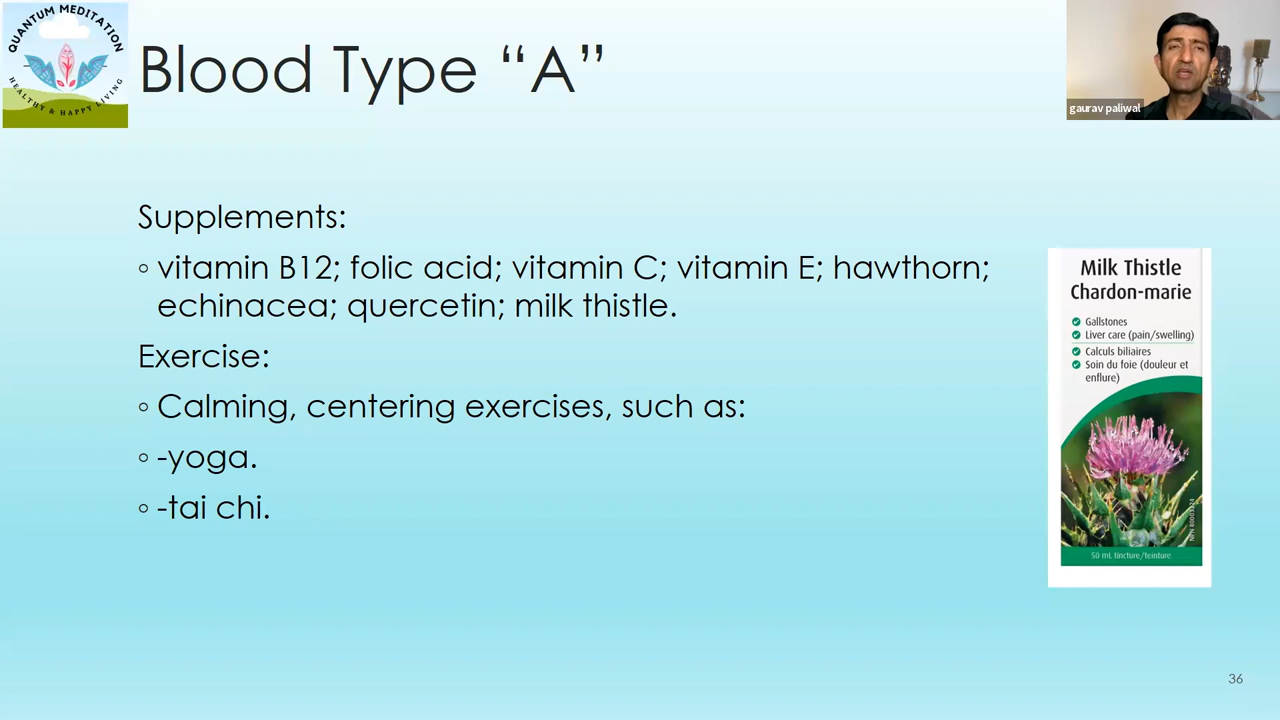 QUANTUM MEDITATION
HEALTHY & HAPPY LIVING
Blood Type “A”
gaurav paliwal
Supplements:
◦ vitamin B12; folic acid; vitamin C; vitamin E; hawthorn;
echinacea; quercetin; milk thistle.
Exercise:
◦ Calming, centering exercises, such as:
◦ -yoga.
◦ -tai chi.
Milk Thistle
Chardon-marie
Gallstones
Liver care (pain/swelling)
Calculs biliaires
Soin du foie (douleur et
enflure)
50 mL tincture/teinture
36